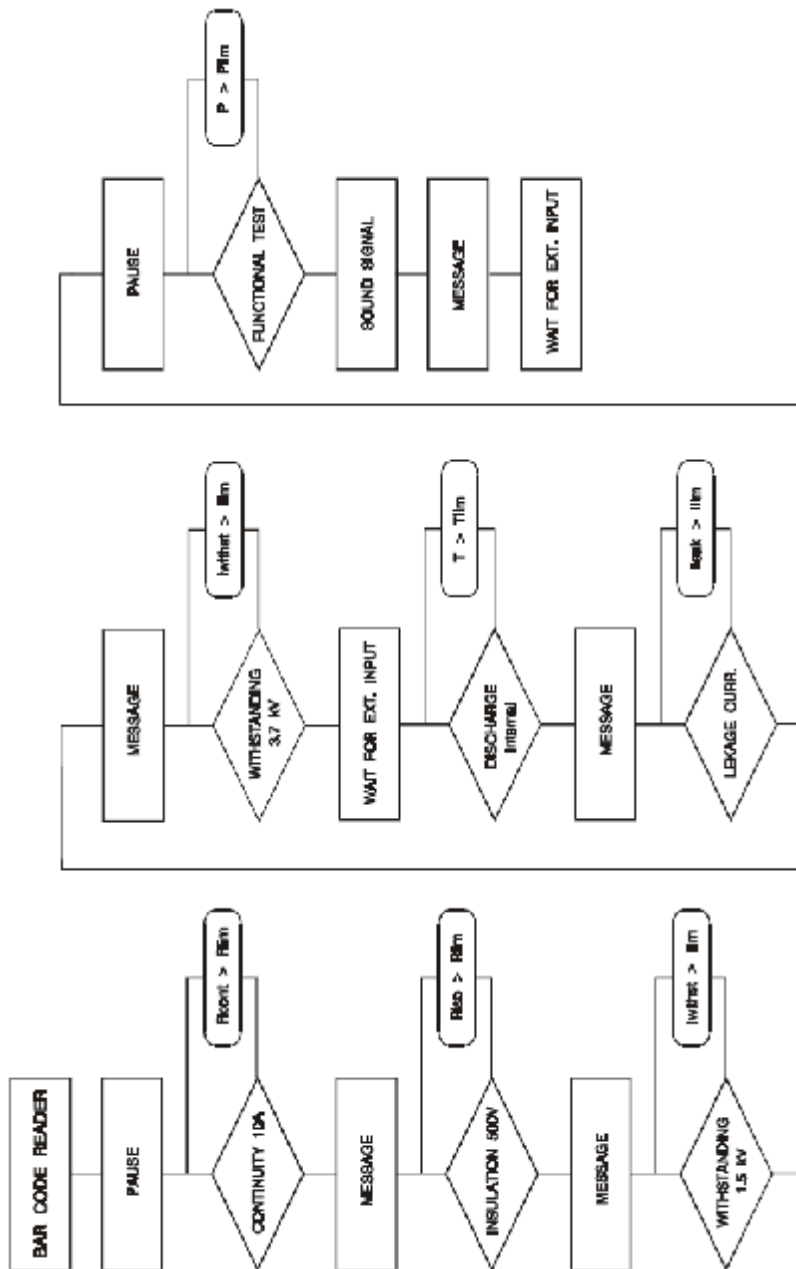 BAR CODE READER
PAUSE
Rcont > Rlim
CONTINUITY 10A
MESSAGE
Riso > Rlim
INSULATION 500V
MESSAGE
Iwithst > Ilim
WITHSTANDING
1.5 kV
MESSAGE
Iwithst > Ilim
WITHSTANDING
3.7 kV
WAIT FOR EXT. INPUT
T > Tlim
DISCHARGE
Internal
MESSAGE
Ileak > Ilim
LEKAGE CURR.
PAUSE
P > Plim
FUNCTIONAL TEST
SOUND SIGNAL
MESSAGE
WAIT FOR EXT. INPUT